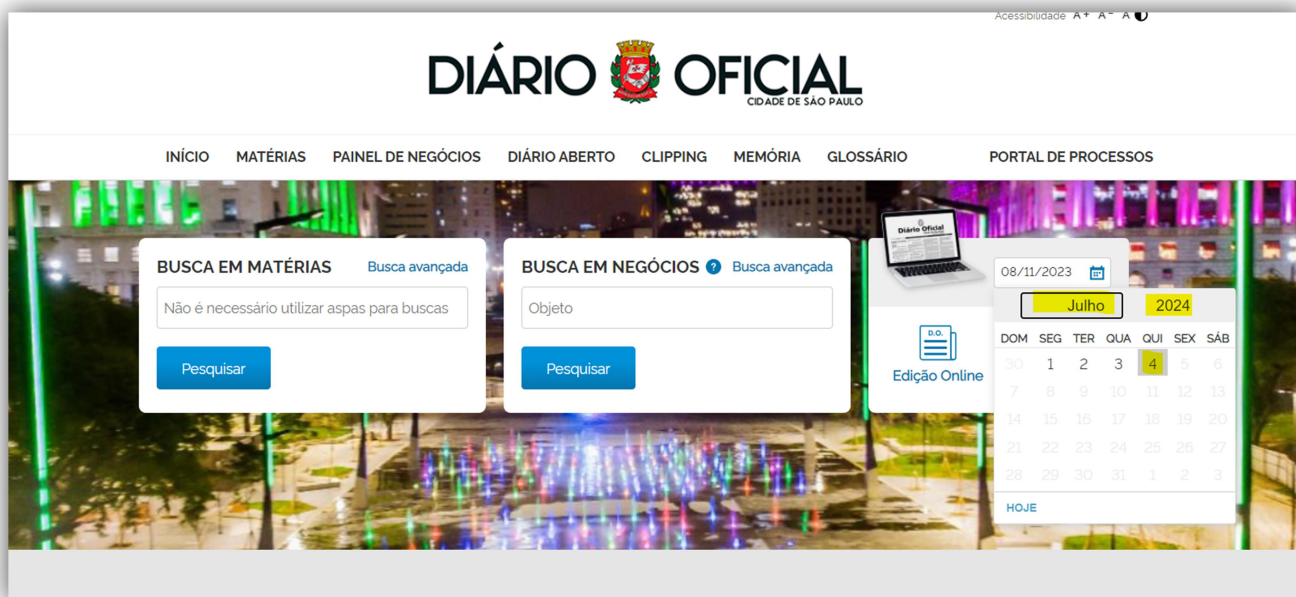 Acessibilidade A+ A- A
DIÁRIO OFICIAL
CIDADE DE SÃO PAULO
INÍCIO MATÉRIAS PAINEL DE NEGÓCIOS DIÁRIO ABERTO CLIPPING MEMÓRIA GLOSSÁRIO PORTAL DE PROCESSOS
BUSCA EM MATÉRIAS Busca avançada
Não é necessário utilizar aspas para buscas
Pesquisar
BUSCA EM NEGÓCIOS ? Busca avançada
Objeto
Pesquisar
Diário Oficial
D.O.
Edição Online
08/11/2023
Julho 2024
DOM SEG TER QUA QUI SEX SÁB
30 1 2 3 4 5 6
7 8 9 10 11 12 13
14 15 16 17 18 19 20
21 22 23 24 25 26 27
28 29 30 31 1 2 3
HOJE